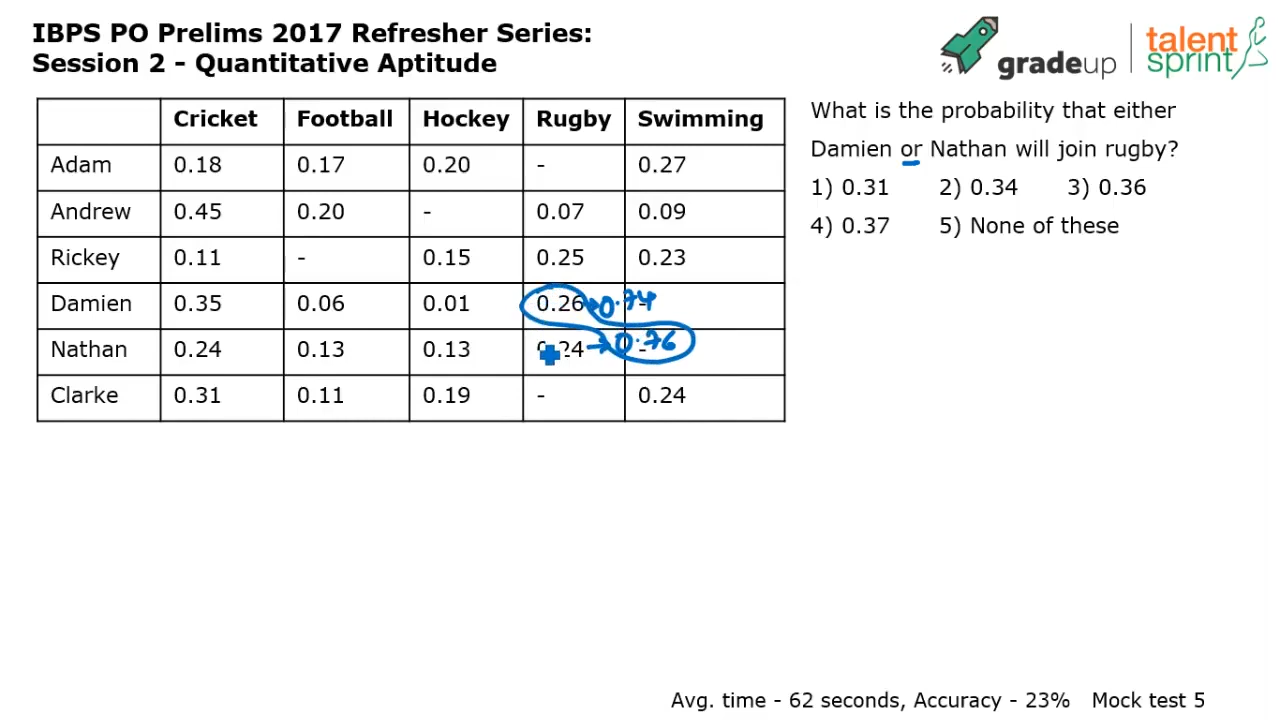 IBPS PO Prelims 2017 Refresher Series:
Session 2 - Quantitative Aptitude
gradeup
talent
sprint
Cricket Football Hockey Rugby Swimming
Adam 0.18 0.17 0.20 - 0.27
Andrew 0.45 0.20 - 0.07 0.09
Rickey 0.11 - 0.15 0.25 0.23
Damien 0.35 0.06 0.01 0.26 → 0.74 -
Nathan 0.24 0.13 0.13 0.24 → 0.76 -
Clarke 0.31 0.11 0.19 - 0.24
What is the probability that either
Damien or Nathan will join rugby?
1) 0.31 2) 0.34 3) 0.36
4) 0.37 5) None of these
Avg. time - 62 seconds, Accuracy - 23% Mock test 5